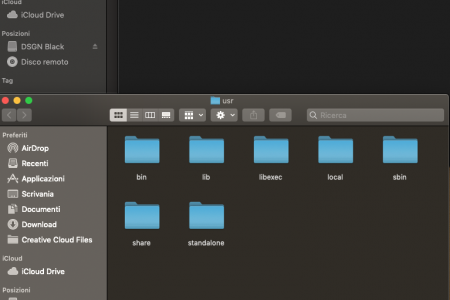 iCloud
iCloud Drive
Posizioni
DSGN Black
Disco remoto
Tag
usr
Ricerca
Preferiti
AirDrop
Recenti
Applicazioni
Scrivania
Documenti
Download
Creative Cloud Files
iCloud
iCloud Drive
Posizioni
bin
lib
libexec
local
sbin
share
standalone